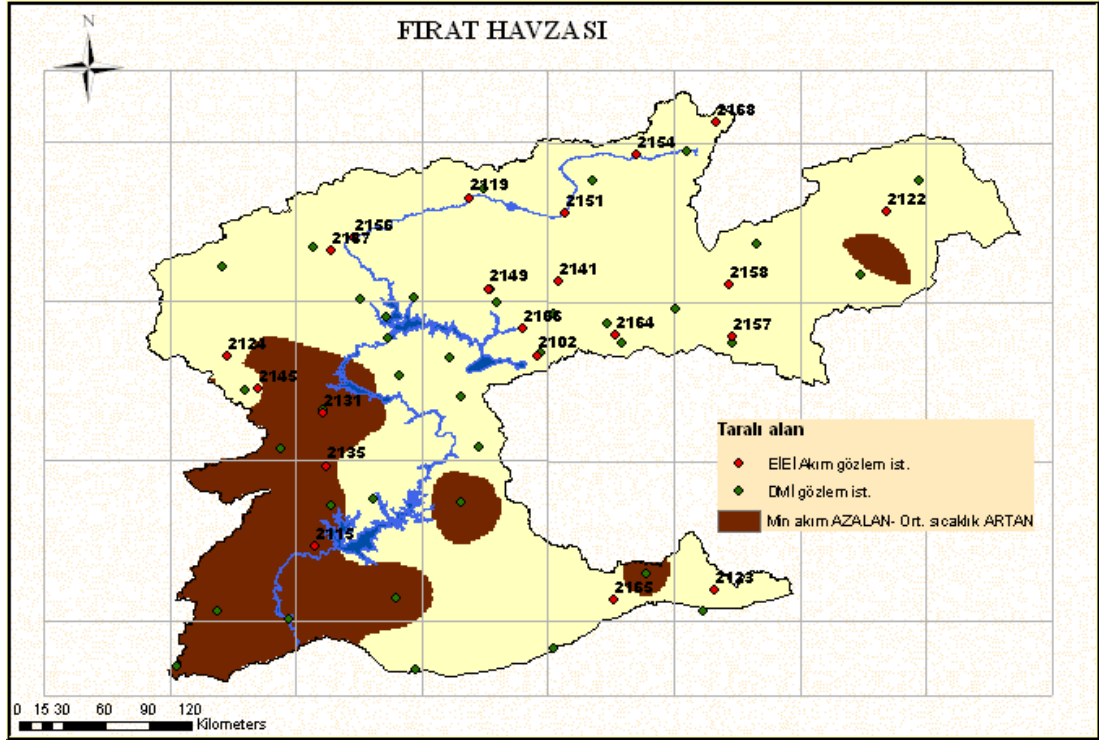 FIRAT HAVZASI
N
2168
2154
2119
2151
2122
2156
2167
2141
2149
2158
2166
2164
2157
2124
2102
2145
2131
Taralı alan
EİEİ Akım gözlem ist.
2135
DMİ gözlem ist.
Min akım AZALAN- Ort. sıcaklık ARTAN
2115
2165
2123
0 15 30 60 90 120
Kilometers